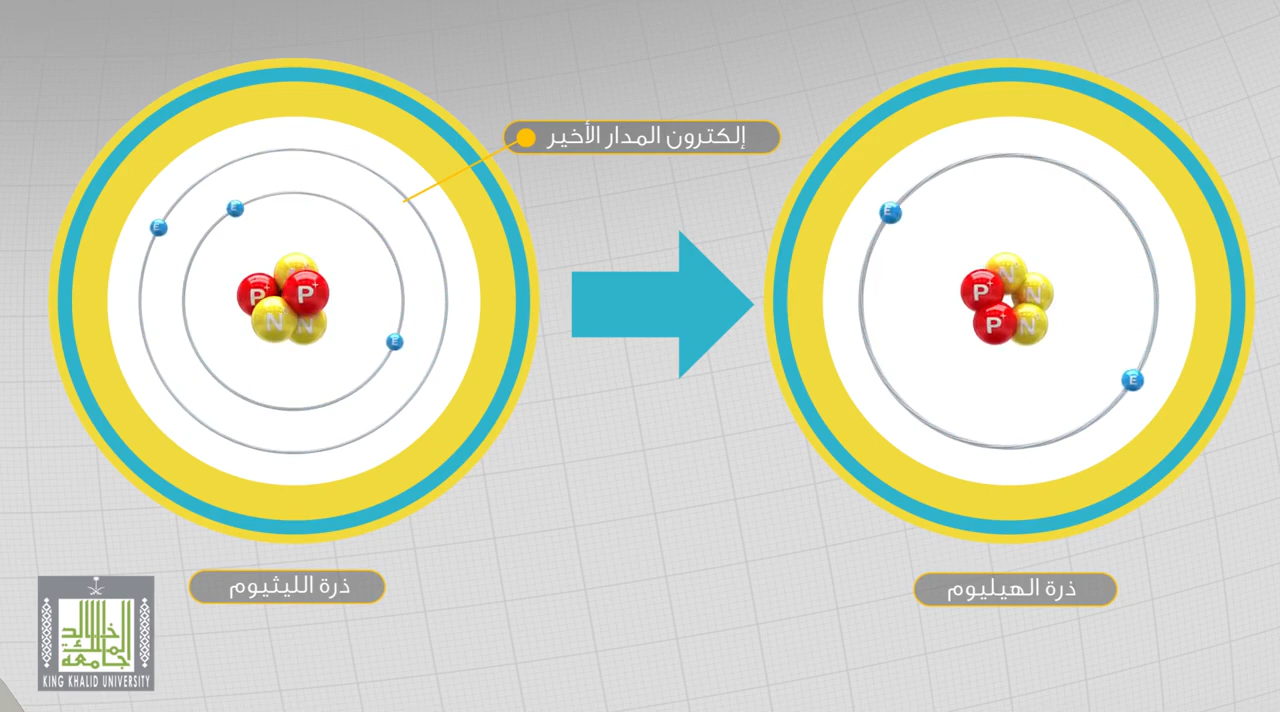 إلكترون المدار الأخير
E⁻
E⁻
E
P⁺
P⁺
N
N
E⁻
E
N
N
P⁺
P⁺
N
ذرة الليثيوم
ذرة الهيليوم
جامعة الملك خالد
KING KHALID UNIVERSITY